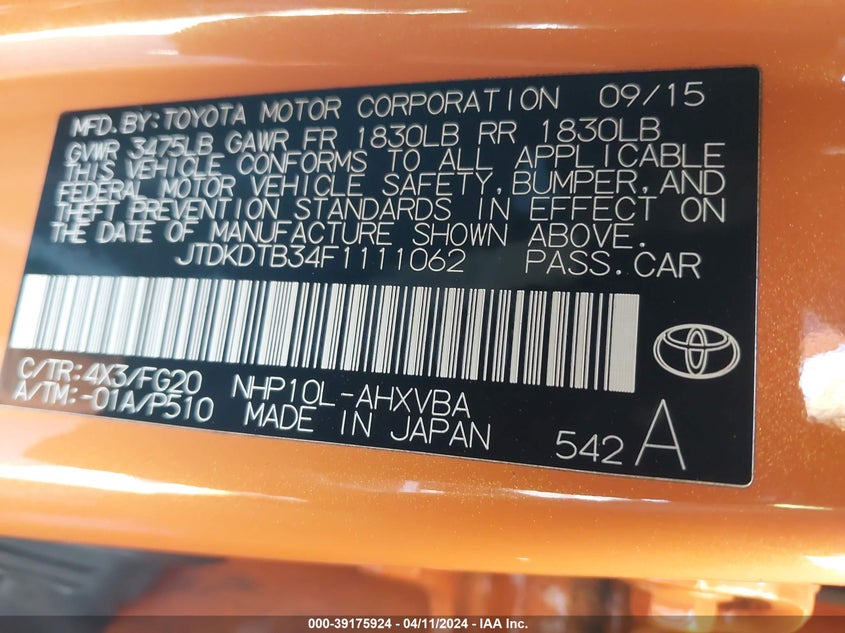 MFD.BY:TOYOTA MOTOR CORPORATION 09/15
GVWR 3475LB GAWR FR 1830LB RR 1830LB
THIS VEHICLE CONFORMS TO ALL APPLICABLE
FEDERAL MOTOR VEHICLE SAFETY,BUMPER,AND
THEFT PREVENTION STANDARDS IN EFFECT ON
THE DATE OF MANUFACTURE SHOWN ABOVE.
JTDKDTB34F1111062 PASS.CAR
C/TR:4X3/FG20 NHP10L-AHXVBA
A/TM:-01A/P510 MADE IN JAPAN 542A
000-39175924 - 04/11/2024 - IAA Inc.